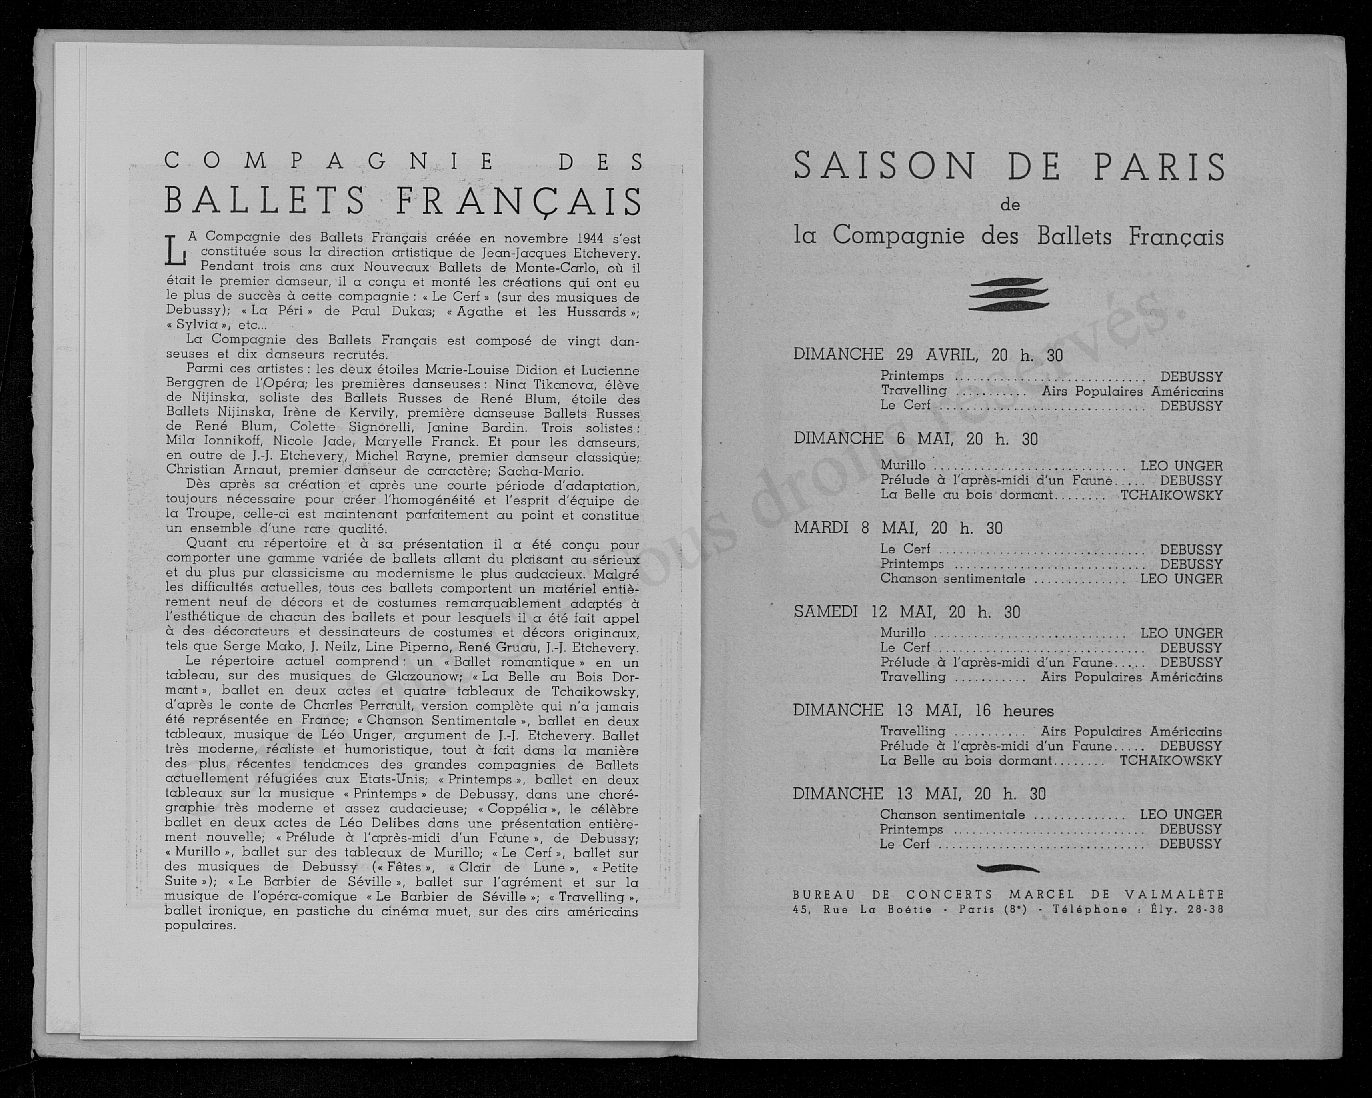 COMPAGNIE DES
BALLETS FRANÇAIS
LA Compagnie des Ballets Français créée en novembre 1944 s'est
constituée sous la direction artistique de Jean-Jacques Etchevery.
Pendant trois ans aux Nouveaux Ballets de Monte-Carlo, où il
était le premier danseur, il a conçu et monté les créations qui ont eu
le plus de succès à cette compagnie : « Le Cerf » (sur des musiques de
Debussy); « La Péri » de Paul Dukas; « Agathe et les Hussards »;
« Sylvia », etc...
La Compagnie des Ballets Français est composé de vingt dan-
seuses et dix danseurs recrutés.
Parmi ces artistes : les deux étoiles Marie-Louise Didion et Lucienne
Berggren de l'Opéra; les premières danseuses : Nina Tikanova, élève
de Nijinska, soliste des Ballets Russes de René Blum, étoile des
Ballets Nijinska, Irène de Kervily, première danseuse Ballets Russes
de René Blum, Colette Signorelli, Janine Bardin. Trois solistes :
Mila Ionnikoff, Nicole Jade, Maryelle Franck. Et pour les danseurs,
en outre de J.-J. Etchevery, Michel Rayne, premier danseur classique;
Christian Arnaut, premier danseur de caractère; Sacha-Mario.
Dès après sa création et après une courte période d'adaptation,
toujours nécessaire pour créer l'homogénéité et l'esprit d'équipe de
la Troupe, celle-ci est maintenant parfaitement au point et constitue
un ensemble d'une rare qualité.
Quant au répertoire et à sa présentation il a été conçu pour
comporter une gamme variée de ballets allant du plaisant au sérieux
et du plus pur classicisme au modernisme le plus audacieux. Malgré
les difficultés actuelles, tous ces ballets comportent un matériel entiè-
rement neuf de décors et de costumes remarquablement adaptés à
l'esthétique de chacun des ballets et pour lesquels il a été fait appel
à des décorateurs et dessinateurs de costumes et décors originaux,
tels que Serge Mako, J. Neilz, Line Piperno, René Gruau, J.-J. Etchevery.
Le répertoire actuel comprend : un « Ballet romantique » en un
tableau, sur des musiques de Glazounow; « La Belle au Bois Dor-
mant », ballet en deux actes et quatre tableaux de Tchaikowsky,
d'après le conte de Charles Perrault, version complète qui n'a jamais
été représentée en France; « Chanson Sentimentale », ballet en deux
tableaux, musique de Léo Unger, argument de J.-J. Etchevery. Ballet
très moderne, réaliste et humoristique, tout à fait dans la manière
des plus récentes tendances des grandes compagnies de Ballets
actuellement réfugiées aux Etats-Unis; « Printemps », ballet en deux
tableaux sur la musique « Printemps » de Debussy, dans une choré-
graphie très moderne et assez audacieuse; « Coppélia », le célèbre
ballet en deux actes de Léo Delibes dans une présentation entière-
ment nouvelle; « Prélude à l'après-midi d'un Faune », de Debussy;
« Murillo », ballet sur des tableaux de Murillo; « Le Cerf », ballet sur
des musiques de Debussy (« Fêtes », « Clair de Lune », « Petite
Suite »); « Le Barbier de Séville », ballet sur l'agrément et sur la
musique de l'opéra-comique « Le Barbier de Séville »; « Travelling »,
ballet ironique, en pastiche du cinéma muet, sur des airs américains
populaires.
SAISON DE PARIS
de
la Compagnie des Ballets Français
DIMANCHE 29 AVRIL, 20 h. 30
Printemps ............................ DEBUSSY
Travelling ........... Airs Populaires Américains
Le Cerf ............................... DEBUSSY
DIMANCHE 6 MAI, 20 h. 30
Murillo ............................. LEO UNGER
Prélude à l'après-midi d'un Faune..... DEBUSSY
La Belle au bois dormant........ TCHAIKOWSKY
MARDI 8 MAI, 20 h. 30
Le Cerf ............................... DEBUSSY
Printemps ............................ DEBUSSY
Chanson sentimentale .............. LEO UNGER
SAMEDI 12 MAI, 20 h. 30
Murillo ............................. LEO UNGER
Le Cerf ............................... DEBUSSY
Prélude à l'après-midi d'un Faune..... DEBUSSY
Travelling ........... Airs Populaires Américains
DIMANCHE 13 MAI, 16 heures
Travelling ........... Airs Populaires Américains
Prélude à l'après-midi d'un Faune..... DEBUSSY
La Belle au bois dormant........ TCHAIKOWSKY
DIMANCHE 13 MAI, 20 h. 30
Chanson sentimentale .............. LEO UNGER
Printemps ............................ DEBUSSY
Le Cerf ............................... DEBUSSY
BUREAU DE CONCERTS MARCEL DE VALMALÈTE
45, Rue La Boétie - Paris (8e) - Téléphone : Ély. 28-38
tous droits réservés.